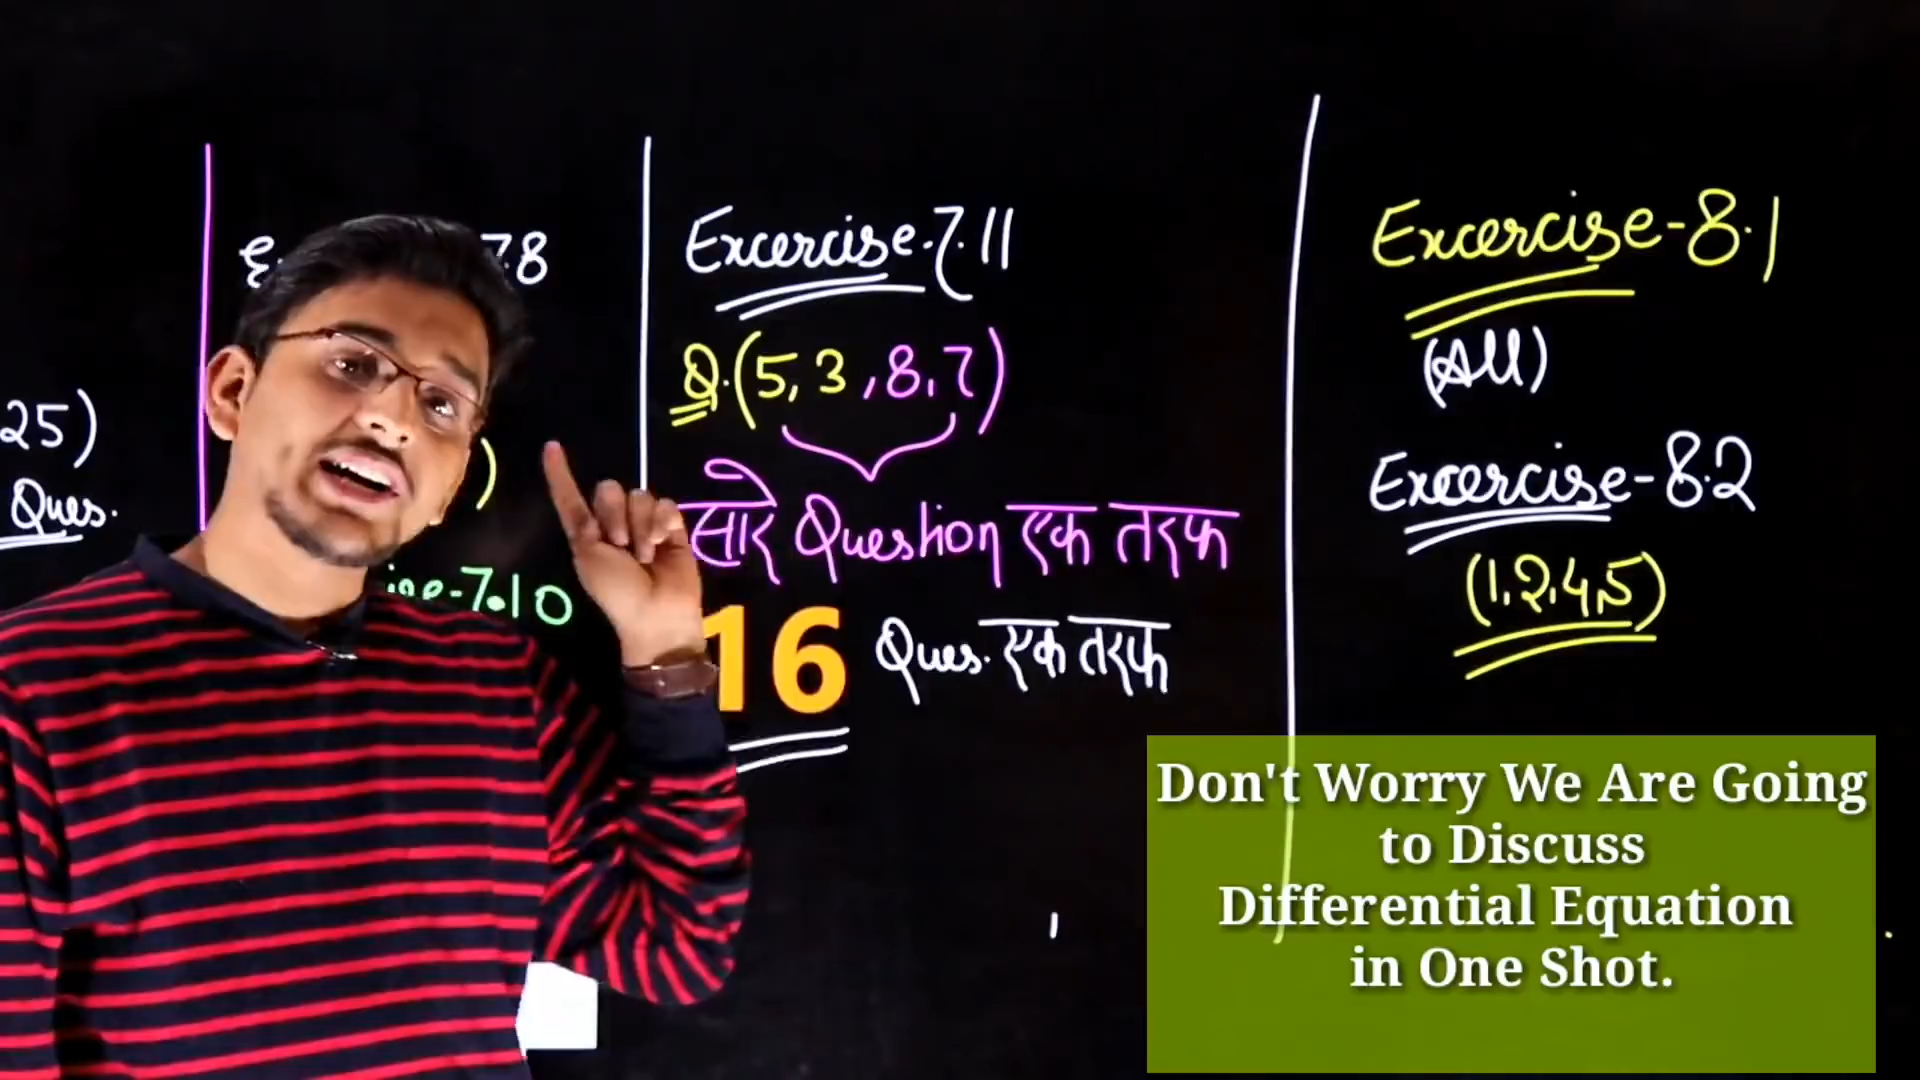 25)
Ques.
7.8
)
7.10
Excercise-7.11
Q.(5, 3, 8, 7)
सारे Question एक तरफ
16 Ques. एक तरफ
Excercise-8.1
(All)
Excercise-8.2
(1,2,4,5)
Don't Worry We Are Going
to Discuss
Differential Equation
in One Shot.